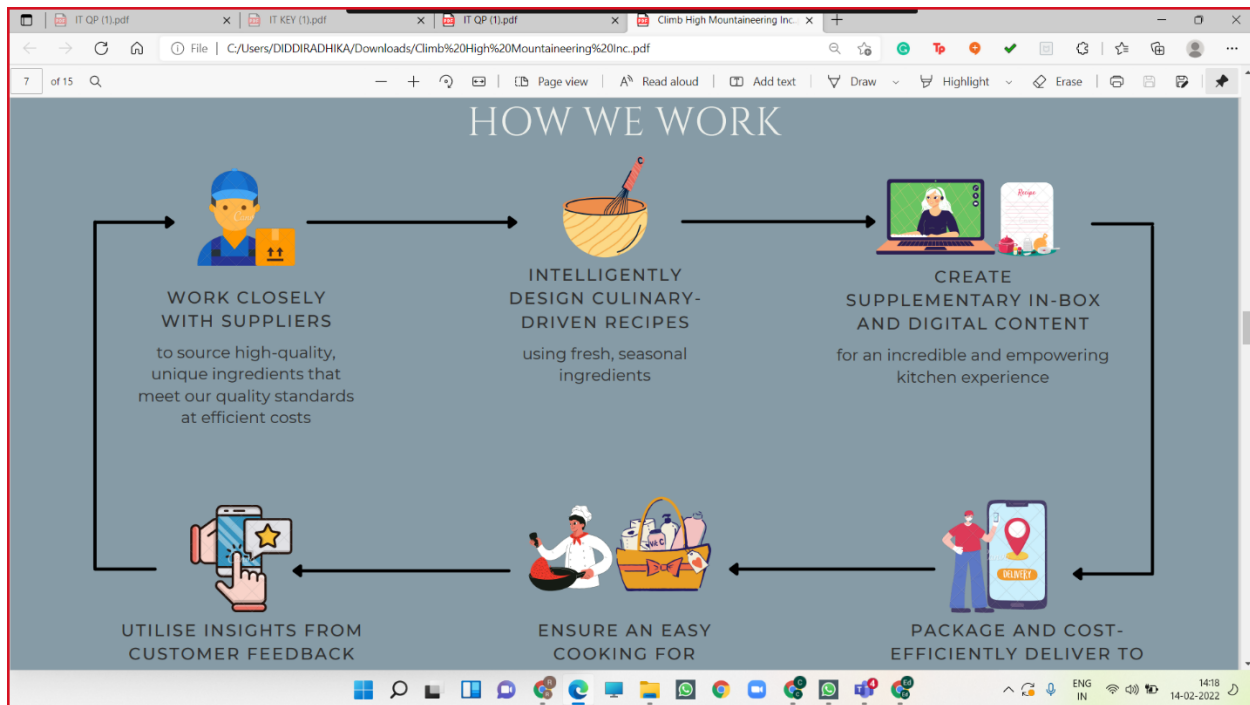 IT QP (1).pdf
IT KEY (1).pdf
IT QP (1).pdf
Climb High Mountaineering Inc.
File
C:/Users/DIDDIRADHIKA/Downloads/Climb%20High%20Mountaineering%20Inc..pdf
7 of 15
Page view
Read aloud
Add text
Draw
Highlight
Erase
HOW WE WORK
WORK CLOSELY
WITH SUPPLIERS
to source high-quality,
unique ingredients that
meet our quality standards
at efficient costs
INTELLIGENTLY
DESIGN CULINARY-
DRIVEN RECIPES
using fresh, seasonal
ingredients
Recipe
CREATE
SUPPLEMENTARY IN-BOX
AND DIGITAL CONTENT
for an incredible and empowering
kitchen experience
UTILISE INSIGHTS FROM
CUSTOMER FEEDBACK
Vit C
ENSURE AN EASY
COOKING FOR
DELIVERY
PACKAGE AND COST-
EFFICIENTLY DELIVER TO
ENG
IN
14:18
14-02-2022